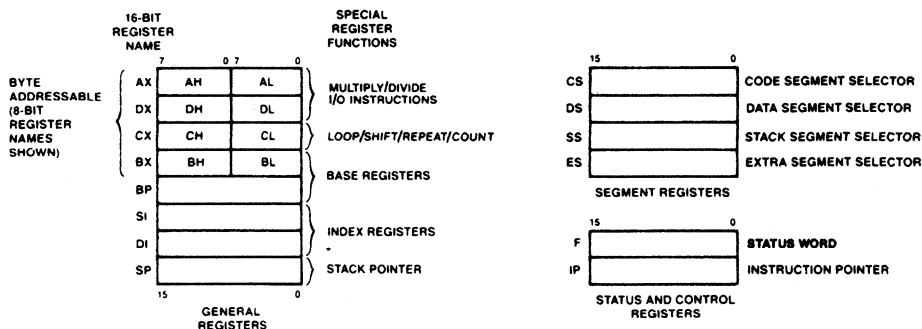 16-BIT
REGISTER
NAME
SPECIAL
REGISTER
FUNCTIONS
7 0 7 0
BYTE
ADDRESSABLE
(8-BIT
REGISTER
NAMES
SHOWN)
AX AH AL
DX DH DL
MULTIPLY/DIVIDE
I/O INSTRUCTIONS
CX CH CL LOOP/SHIFT/REPEAT/COUNT
BX BH BL
BP
BASE REGISTERS
SI
DI
INDEX REGISTERS
SP STACK POINTER
15 0
GENERAL
REGISTERS
15 0
CS CODE SEGMENT SELECTOR
DS DATA SEGMENT SELECTOR
SS STACK SEGMENT SELECTOR
ES EXTRA SEGMENT SELECTOR
SEGMENT REGISTERS
15 0
F STATUS WORD
IP INSTRUCTION POINTER
STATUS AND CONTROL
REGISTERS